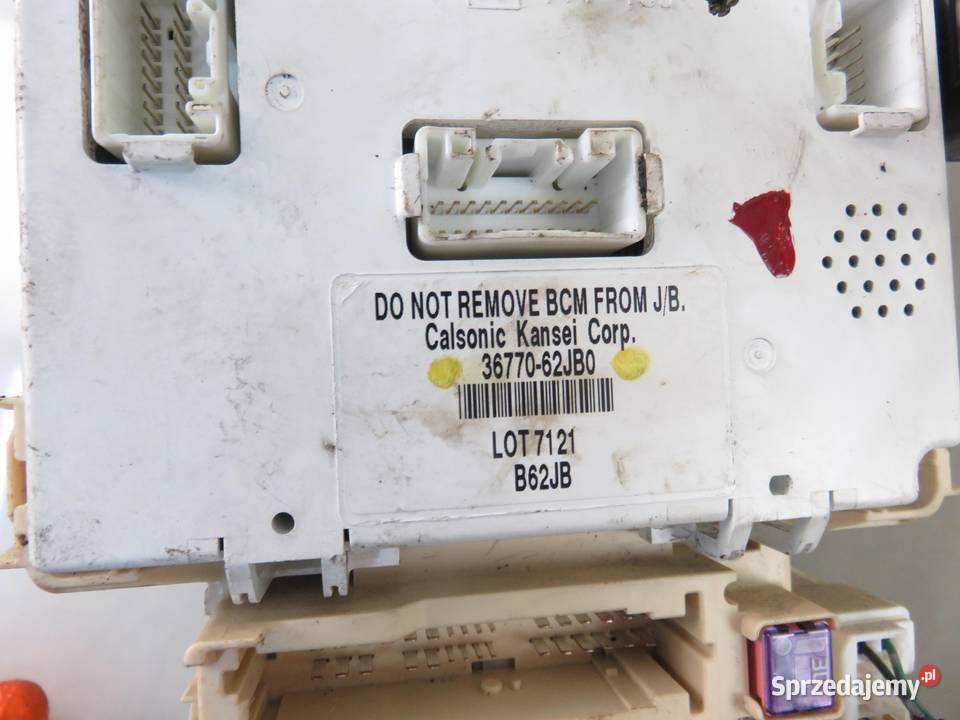 DO NOT REMOVE BCM FROM J/B.
Calsonic Kansei Corp.
36770-62JB0
LOT 7121
B62JB
Sprzedajemy.pl